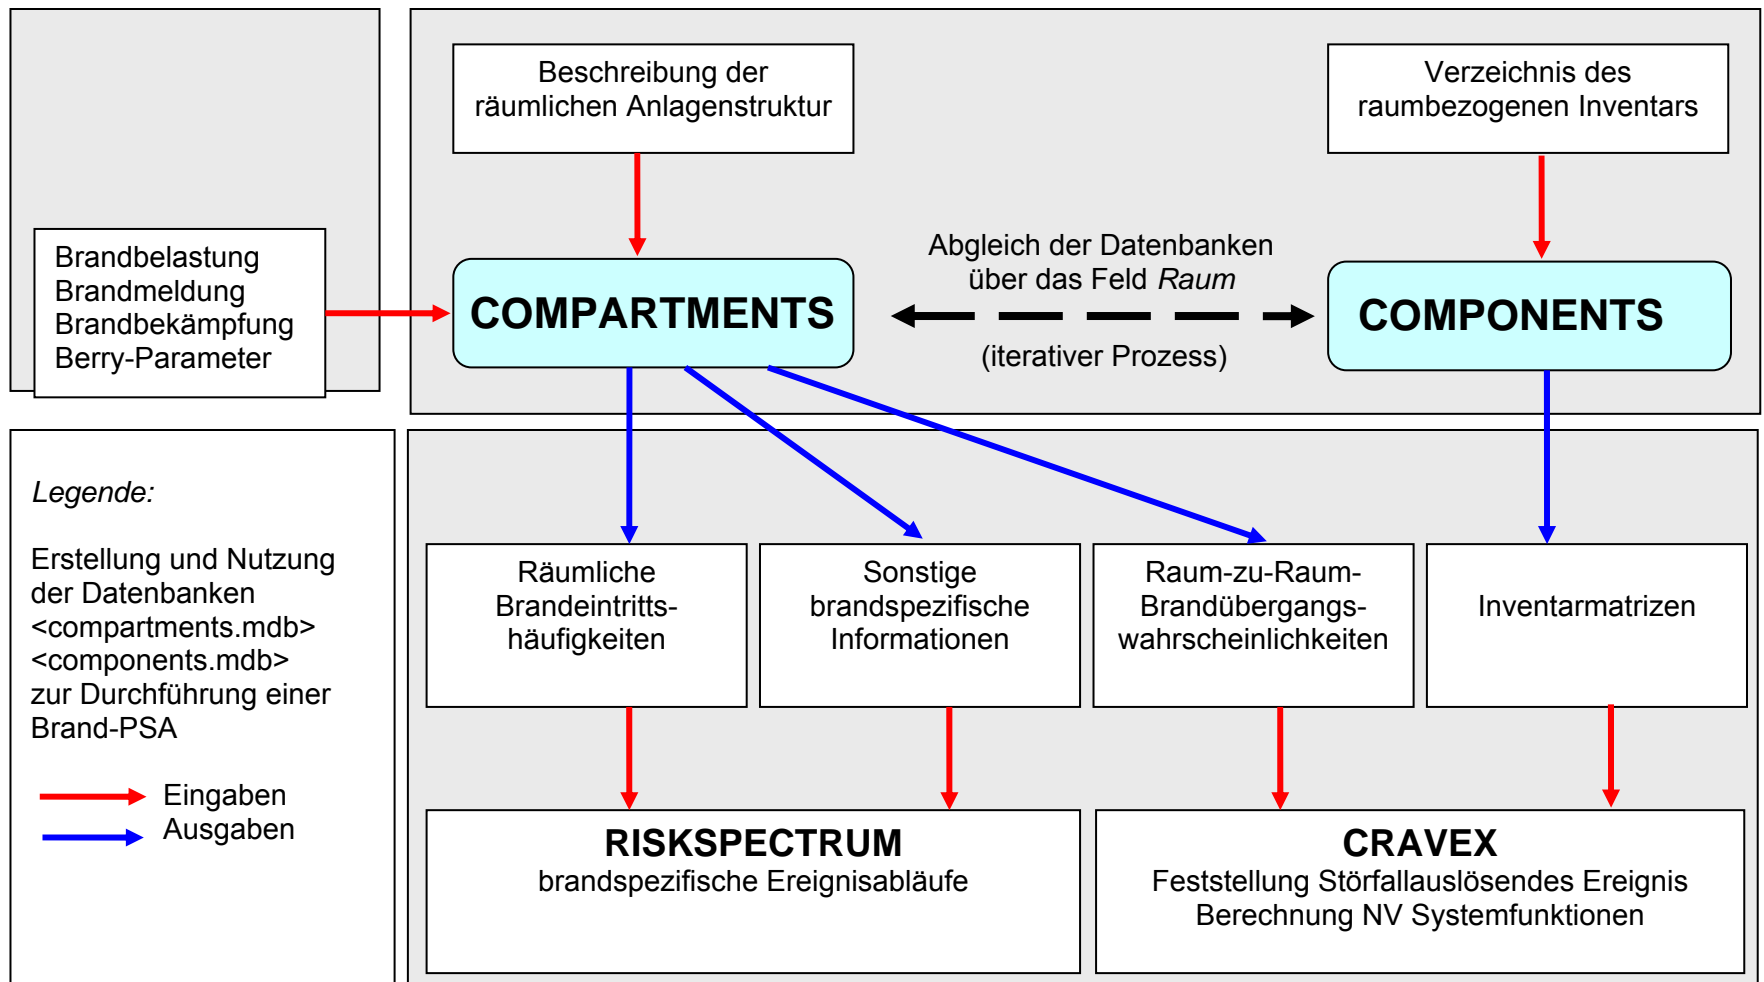 Beschreibung der
räumlichen Anlagenstruktur
Verzeichnis des
raumbezogenen Inventars
Brandbelastung
Brandmeldung
Brandbekämpfung
Berry-Parameter
COMPARTMENTS
Abgleich der Datenbanken
über das Feld Raum
(iterativer Prozess)
COMPONENTS
Legende:
Erstellung und Nutzung
der Datenbanken
<compartments.mdb>
<components.mdb>
zur Durchführung einer
Brand-PSA
Eingaben
Ausgaben
Räumliche
Brandeintritts-
häufigkeiten
Sonstige
brandspezifische
Informationen
Raum-zu-Raum-
Brandübergangs-
wahrscheinlichkeiten
Inventarmatrizen
RISKSPECTRUM
brandspezifische Ereignisabläufe
CRAVEX
Feststellung Störfallauslösendes Ereignis
Berechnung NV Systemfunktionen